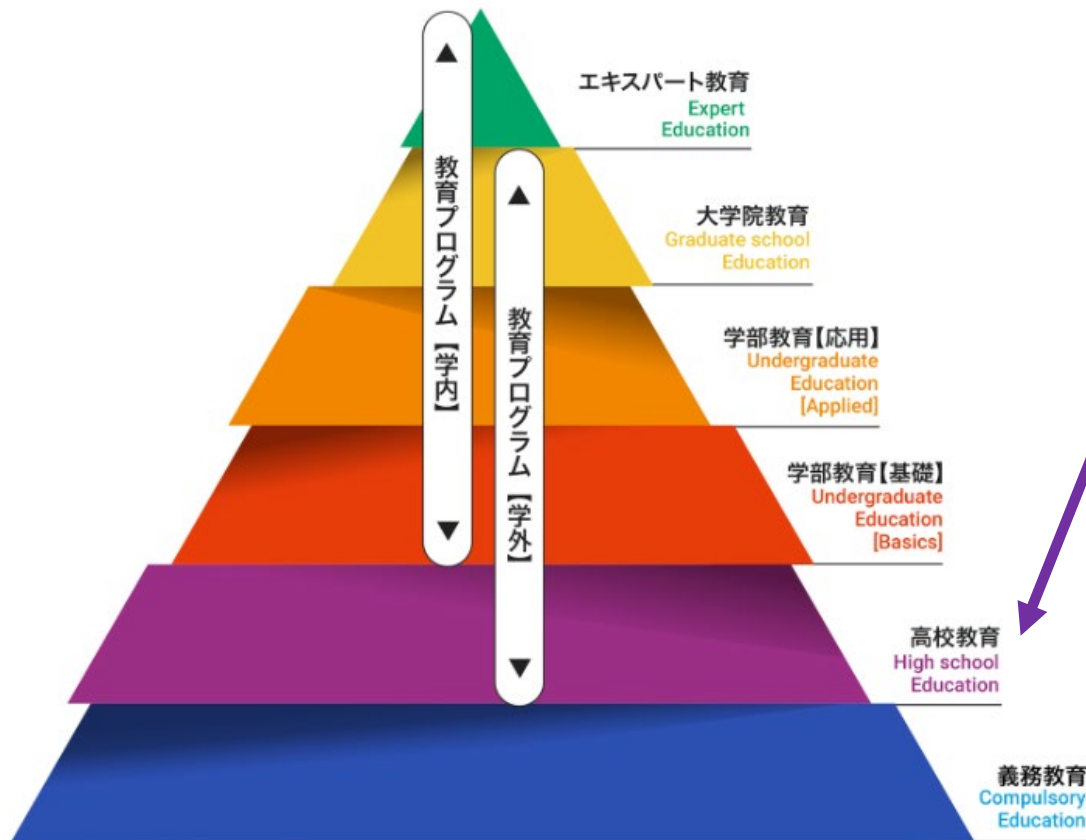 エキスパート教育
Expert
Education
教育プログラム【学内】
大学院教育
Graduate school
Education
教育プログラム【学外】
学部教育【応用】
Undergraduate
Education
[Applied]
学部教育【基礎】
Undergraduate
Education
[Basics]
高校教育
High school
Education
義務教育
Compulsory
Education